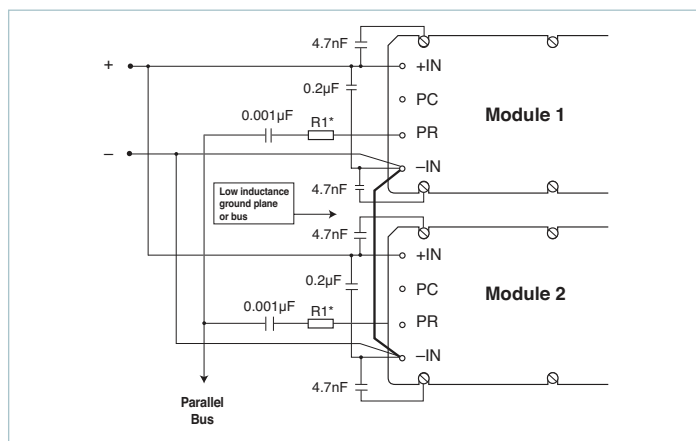 4.7nF
+
+IN
0.2µF
PC
Module 1
0.001µF
R1*
PR
–
–IN
4.7nF
Low inductance
ground plane
or bus
4.7nF
+IN
0.2µF
PC
Module 2
0.001µF
R1*
PR
–IN
4.7nF
Parallel
Bus